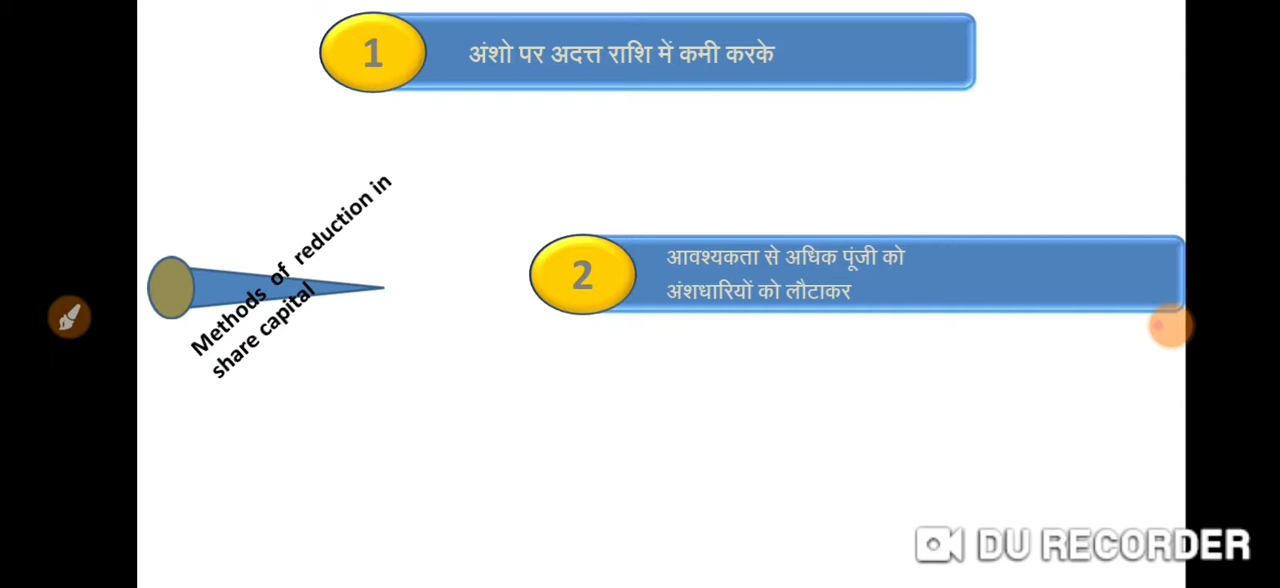 1
अंशो पर अदत्त राशि में कमी करके
Methods of reduction in
share capital
2
आवश्यकता से अधिक पूंजी को
अंशधारियों को लौटाकर
DU RECORDER